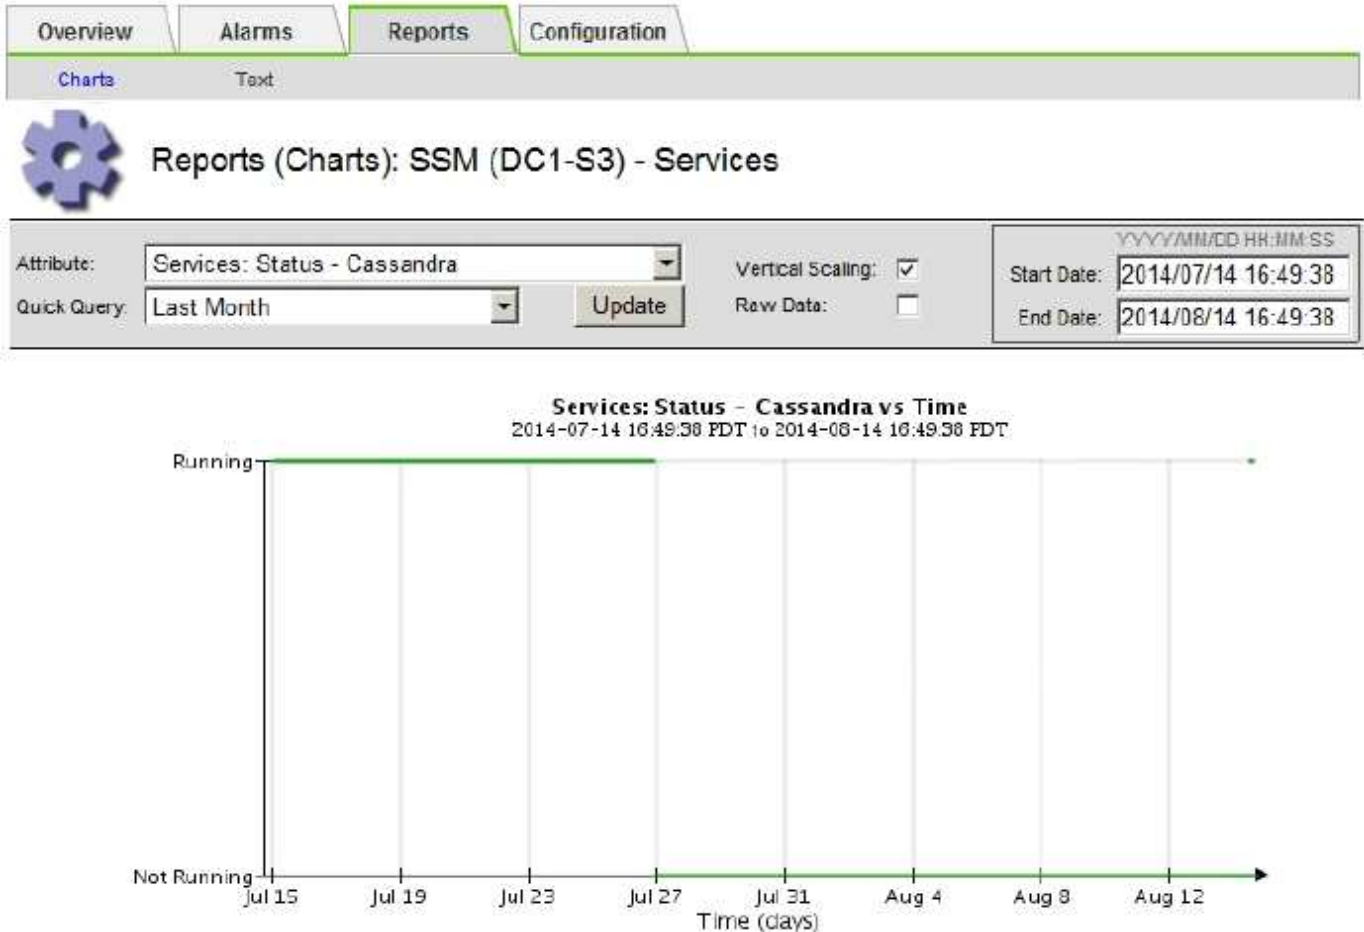 Overview Alarms Reports Configuration
Charts Text
Reports (Charts): SSM (DC1-S3) - Services
YYYY/MM/DD HH:MM:SS
Attribute: Services: Status - Cassandra Vertical Scaling: Start Date: 2014/07/14 16:49:38
Quick Query: Last Month Update Raw Data: End Date: 2014/08/14 16:49:38
Services: Status - Cassandra vs Time
2014-07-14 16:49:38 PDT to 2014-08-14 16:49:38 PDT
Running
Not Running
Jul 15 Jul 19 Jul 23 Jul 27 Jul 31 Aug 4 Aug 8 Aug 12
Time (days)